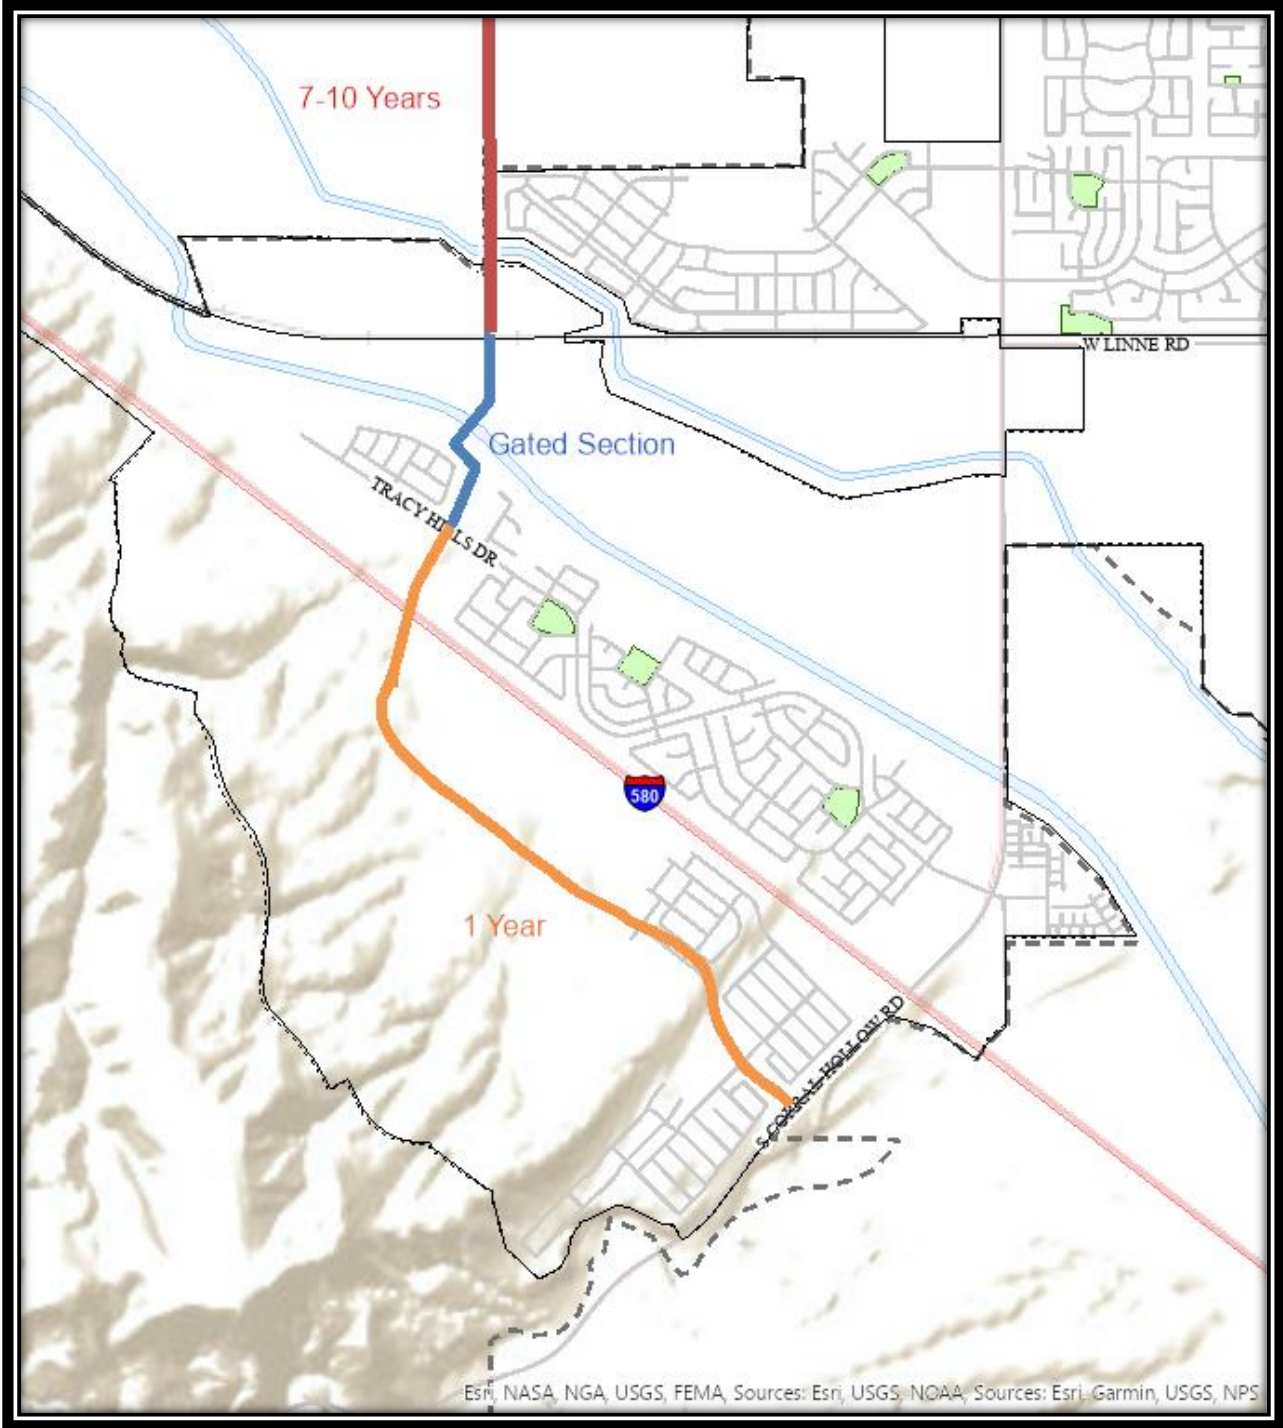 7-10 Years
W LINNE RD
Gated Section
TRACY HILLS DR
580
1 Year
S CORRAL HOLLOW RD
Esri, NASA, NGA, USGS, FEMA, Sources: Esri, USGS, NOAA, Sources: Esri, Garmin, USGS, NPS